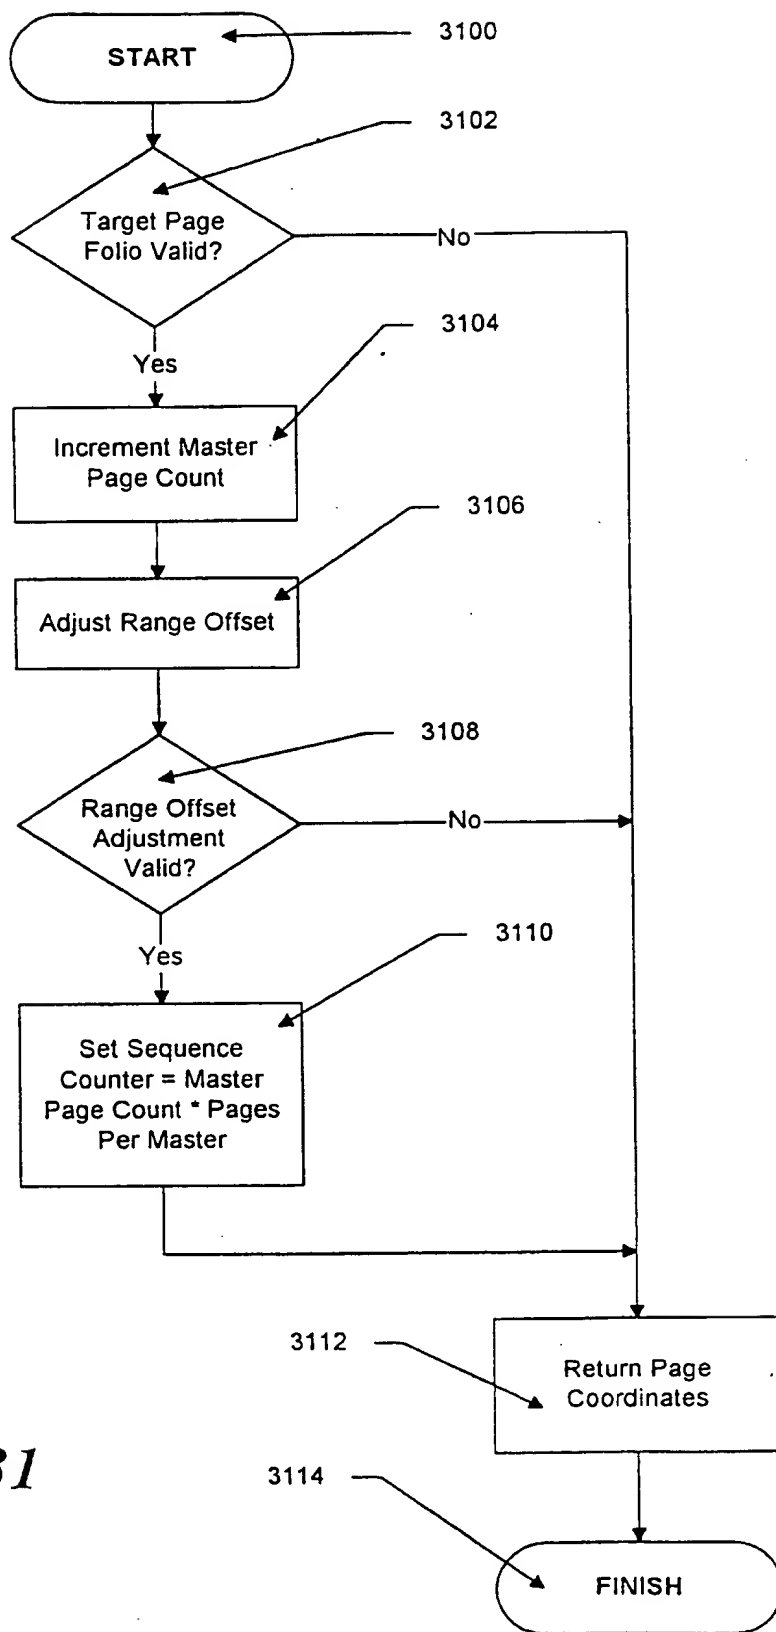 START
3100
3102
Target Page
Folio Valid?
No
Yes
3104
Increment Master
Page Count
3106
Adjust Range Offset
3108
Range Offset
Adjustment
Valid?
No
Yes
3110
Set Sequence
Counter = Master
Page Count * Pages
Per Master
3112
Return Page
Coordinates
31
3114
FINISH